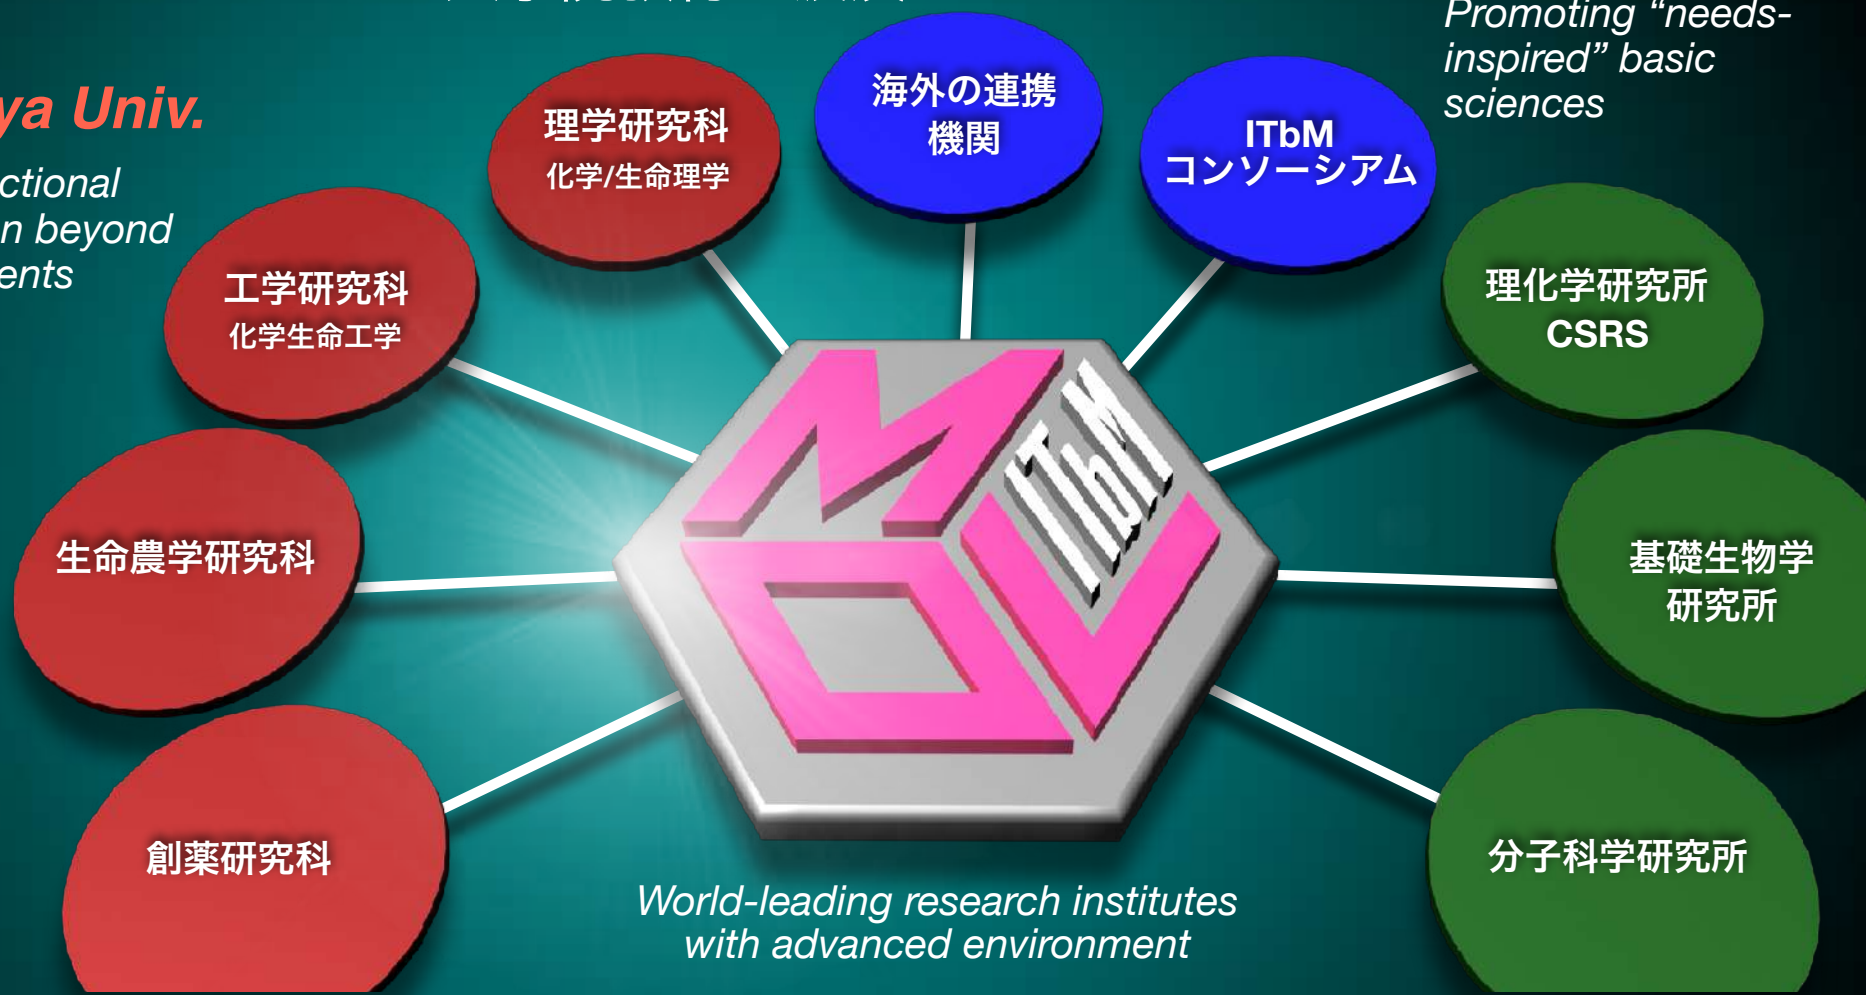 Promoting “needs-
inspired” basic
sciences
ya Univ.
ctional
n beyond
ents
理学研究科
化学/生命理学
海外の連携
機関
ITbM
コンソーシアム
工学研究科
化学生命工学
理化学研究所
CSRS
生命農学研究科
基礎生物学
研究所
創薬研究科
分子科学研究所
MOL
ITbM
World-leading research institutes
with advanced environment